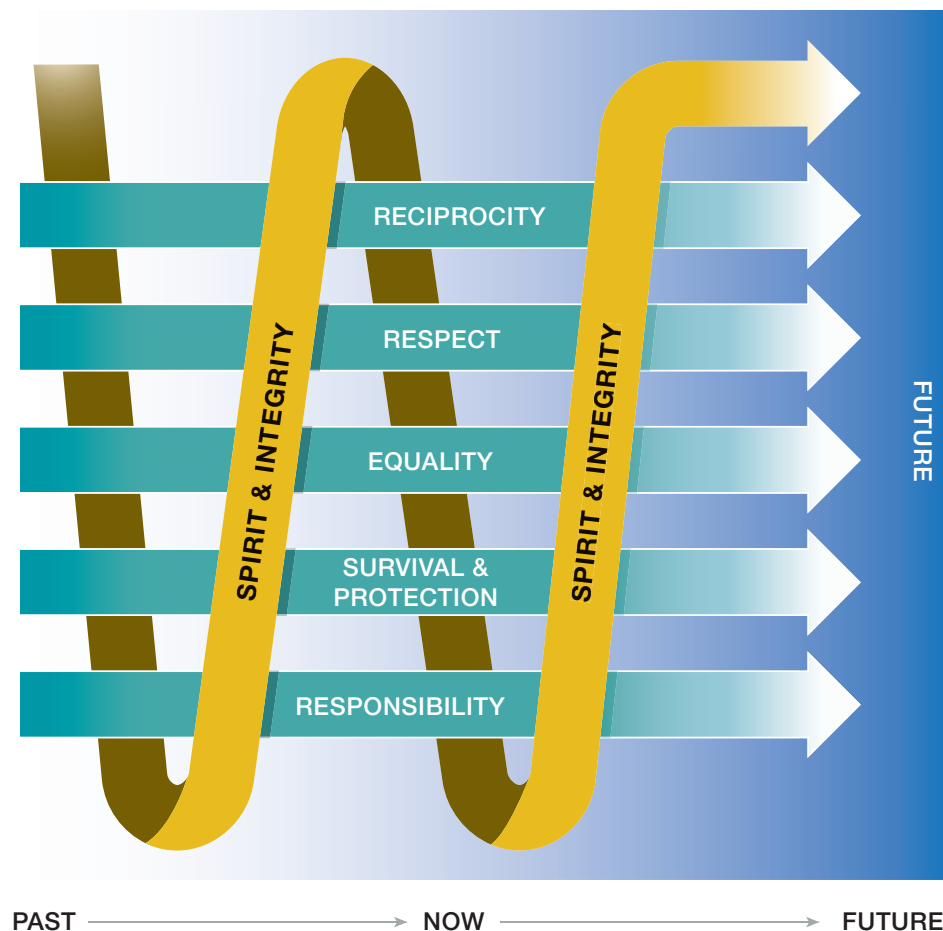 RECIPROCITY
RESPECT
EQUALITY
SURVIVAL &
PROTECTION
RESPONSIBILITY
SPIRIT & INTEGRITY
SPIRIT & INTEGRITY
FUTURE
PAST
NOW
FUTURE